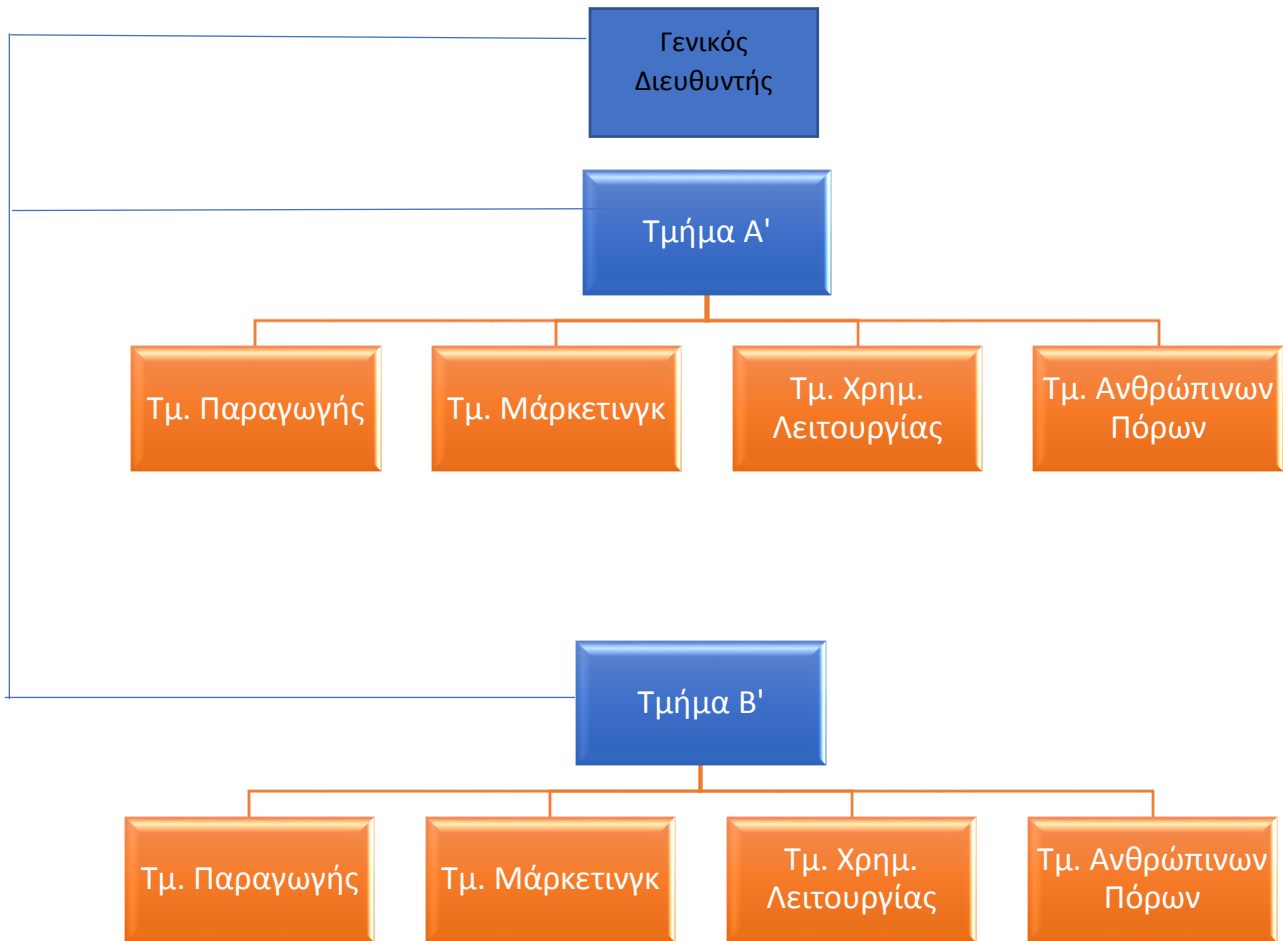 Γενικός
Διευθυντής
Τμήμα Α'
Τμ. Παραγωγής
Τμ. Μάρκετινγκ
Τμ. Χρημ.
Λειτουργίας
Τμ. Ανθρώπινων
Πόρων
Τμήμα Β'
Τμ. Παραγωγής
Τμ. Μάρκετινγκ
Τμ. Χρημ.
Λειτουργίας
Τμ. Ανθρώπινων
Πόρων